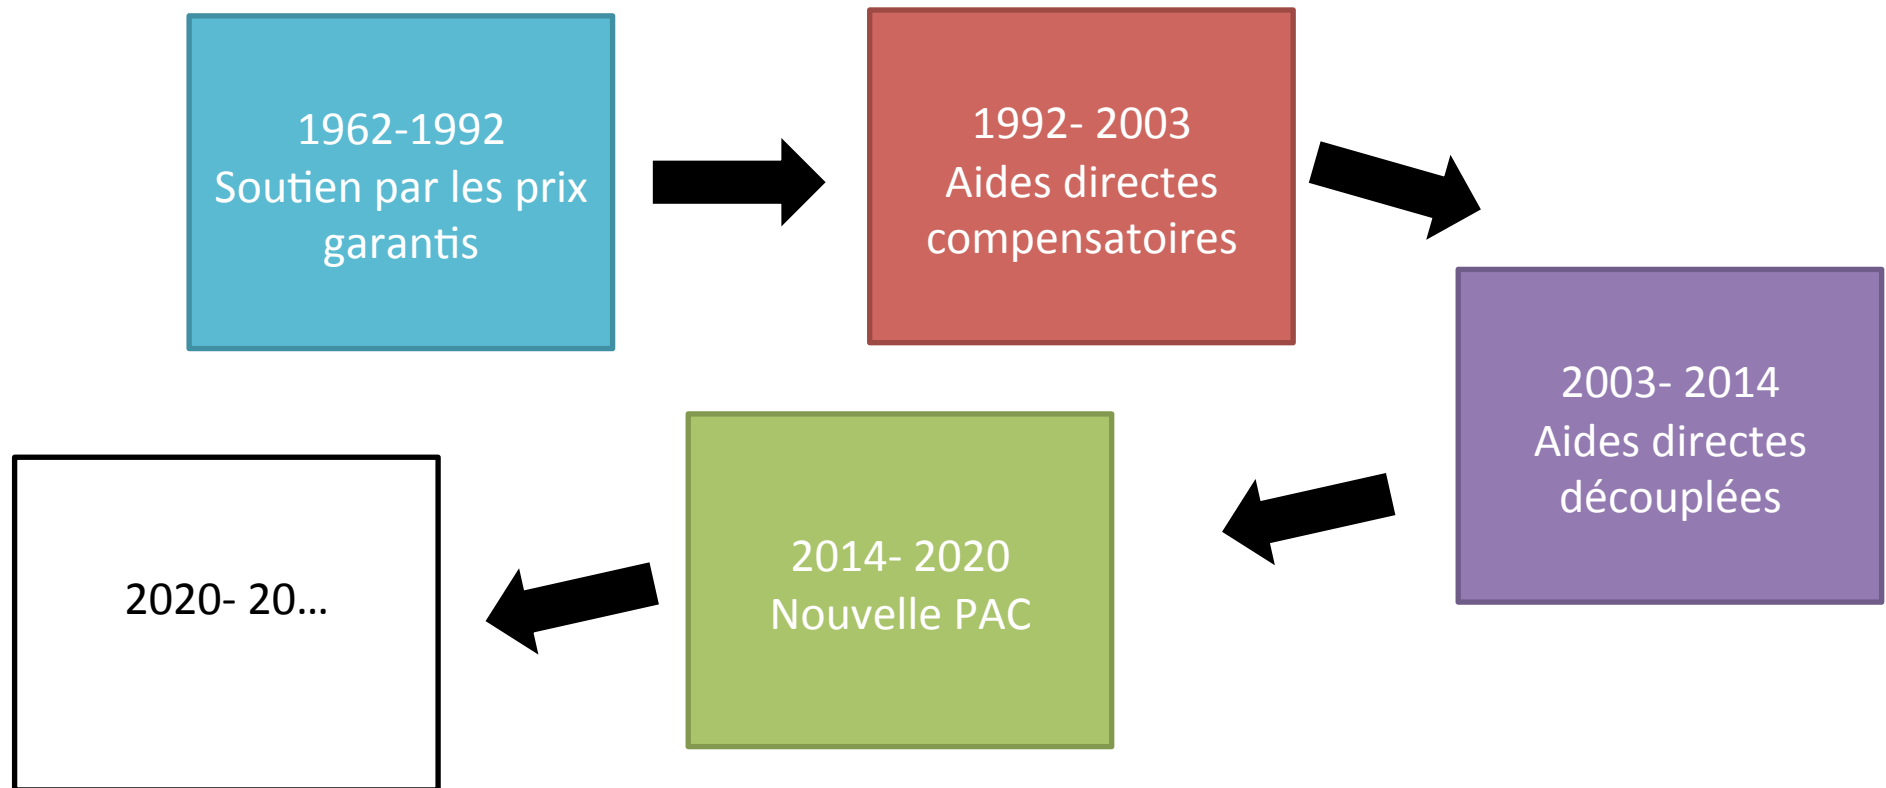 1962-1992
Soutien par les prix
garantis
1992- 2003
Aides directes
compensatoires
2003- 2014
Aides directes
découplées
2014- 2020
Nouvelle PAC
2020- 20…